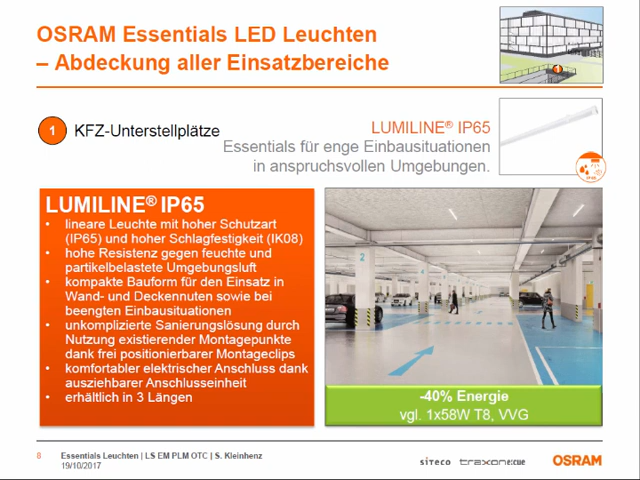 OSRAM Essentials LED Leuchten
– Abdeckung aller Einsatzbereiche
1
1 KFZ-Unterstellplätze
LUMILINE® IP65
Essentials für enge Einbausituationen
in anspruchsvollen Umgebungen.
LUMILINE® IP65
• lineare Leuchte mit hoher Schutzart
(IP65) und hoher Schlagfestigkeit (IK08)
• hohe Resistenz gegen feuchte und
partikelbelastete Umgebungsluft
• kompakte Bauform für den Einsatz in
Wand- und Deckennuten sowie bei
beengten Einbausituationen
• unkomplizierte Sanierungslösung durch
Nutzung existierender Montagepunkte
dank frei positionierbarer Montageclips
• komfortabler elektrischer Anschluss dank
ausziehbarer Anschlusseinheit
• erhältlich in 3 Längen
2
-40% Energie
vgl. 1x58W T8, VVG
8 Essentials Leuchten | LS EM PLM OTC | S. Kleinhenz
19/10/2017
siteco traxon e:cue OSRAM